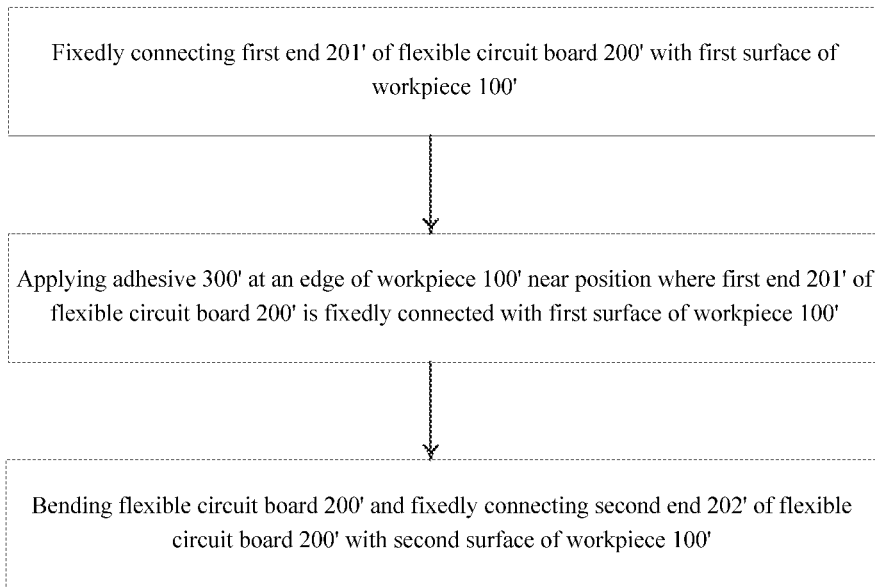 Fixedly connecting first end 201' of flexible circuit board 200' with first surface of
workpiece 100'
Applying adhesive 300' at an edge of workpiece 100' near position where first end 201' of
flexible circuit board 200' is fixedly connected with first surface of workpiece 100'
Bending flexible circuit board 200' and fixedly connecting second end 202' of flexible
circuit board 200' with second surface of workpiece 100'